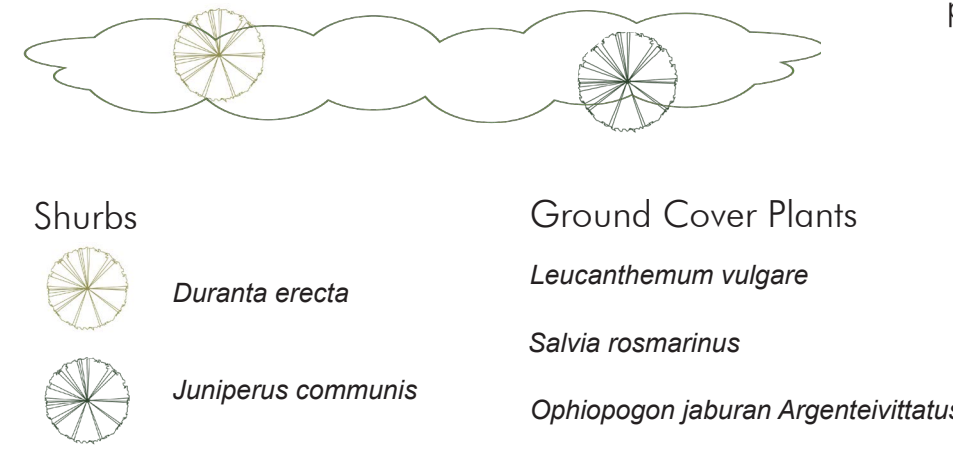 Shurbs
Duranta erecta
Juniperus communis
Ground Cover Plants
Leucanthemum vulgare
Salvia rosmarinus
Ophiopogon jaburan Argenteivittatus